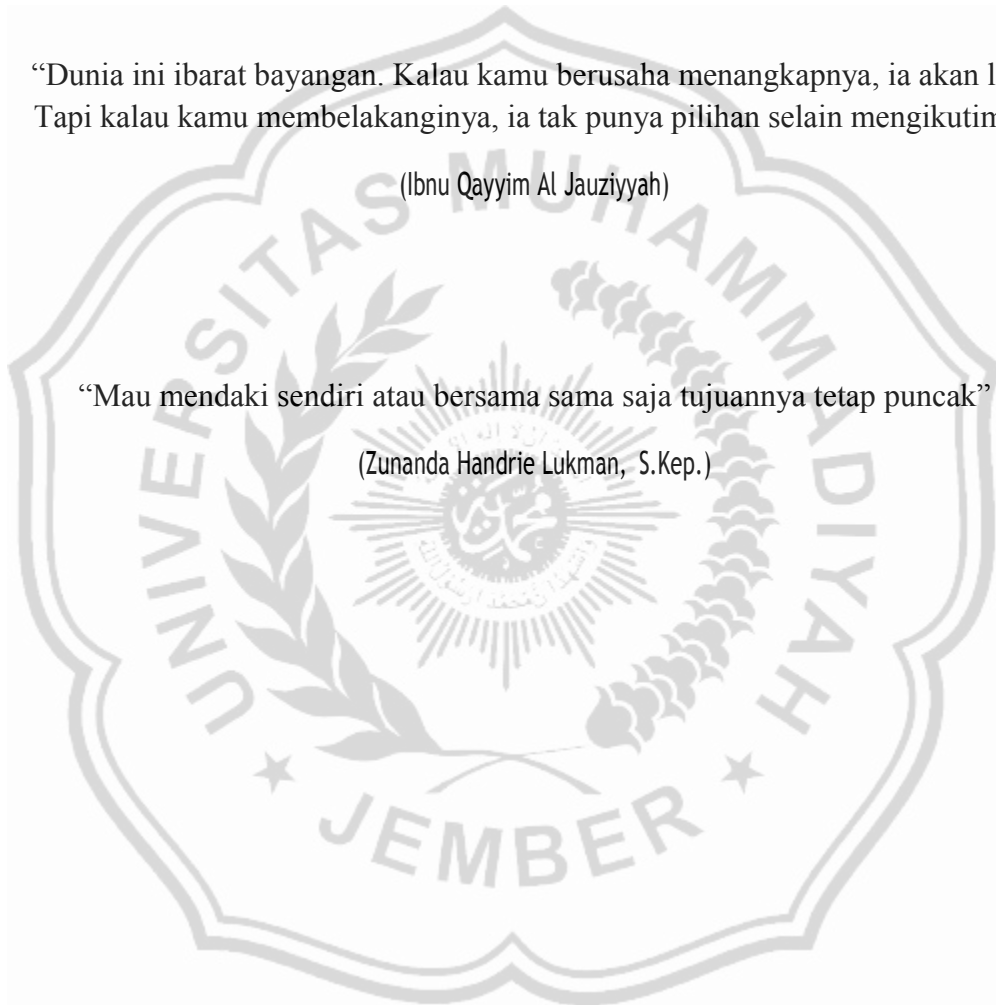 “Dunia ini ibarat bayangan. Kalau kamu berusaha menangkapnya, ia akan
Tapi kalau kamu membelakanginya, ia tak punya pilihan selain
(Ibnu Qayyim Al Jauziyyah)
“Mau mendaki sendiri atau bersama sama saja tujuannya tetap puncak”
(Zunanda Handrie Lukman, S.Kep.)
UNIVERSITAS MUHAMMADIYAH
JEMBER